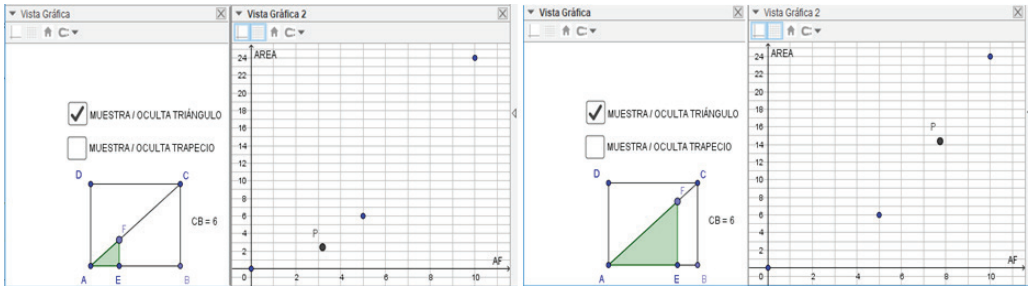 Vista Gráfica
Vista Gráfica 2
MUESTRA / OCULTA TRIÁNGULO
MUESTRA / OCULTA TRAPECIO
D
C
F
CB = 6
A
E
B
AREA
24
22
20
18
16
14
12
10
8
6
4
2
0
P
0
2
4
6
8
10
AF
Vista Gráfica
Vista Gráfica 2
MUESTRA / OCULTA TRIÁNGULO
MUESTRA / OCULTA TRAPECIO
D
C
F
CB = 6
A
E
B
AREA
24
22
20
18
16
14
12
10
8
6
4
2
0
P
0
2
4
6
8
10
AF